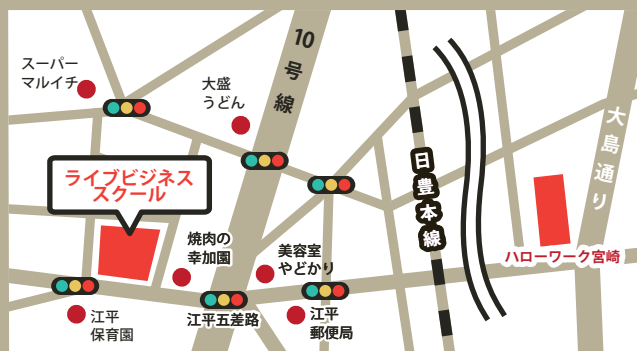 スーパー
マルイチ
大盛
うどん
10号線
大島通り
日豊本線
ライブビジネス
スクール
焼肉の
幸加園
美容室
やどかり
ハローワーク宮崎
江平
保育園
江平五差路
江平
郵便局